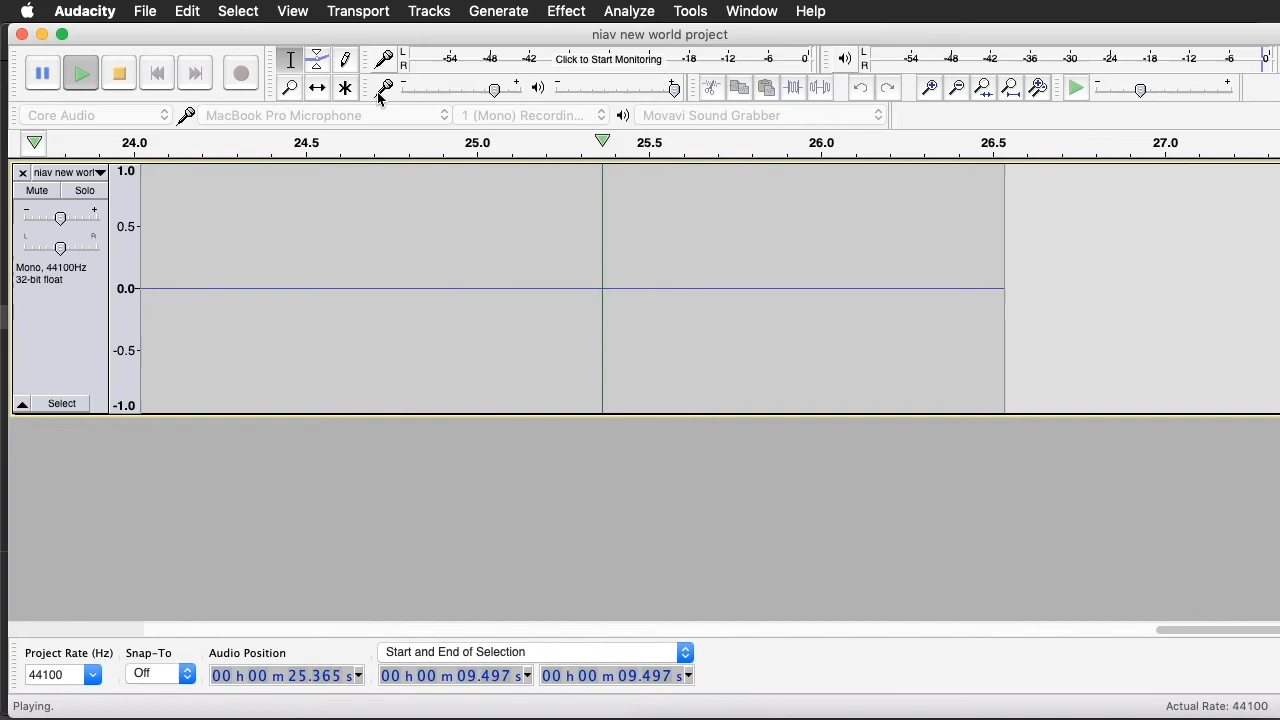 Audacity File Edit Select View Transport Tracks Generate Effect Analyze Tools Window Help
niav new world project
L R -54 -48 -42 Click to Start Monitoring -18 -12 -6 0 L R -54 -48 -42 -36 -30 -24 -18 -12 -6 0
- + - + - +
Core Audio MacBook Pro Microphone 1 (Mono) Recordin... Movavi Sound Grabber
24.0 24.5 25.0 25.5 26.0 26.5 27.0
niav new worl 1.0
Mute Solo
- + 0.5
L R
Mono, 44100Hz
32-bit float
0.0
-0.5
Select -1.0
Project Rate (Hz) Snap-To Audio Position Start and End of Selection
44100 Off 00 h 00 m 25.365 s 00 h 00 m 09.497 s 00 h 00 m 09.497 s
Playing. Actual Rate: 44100